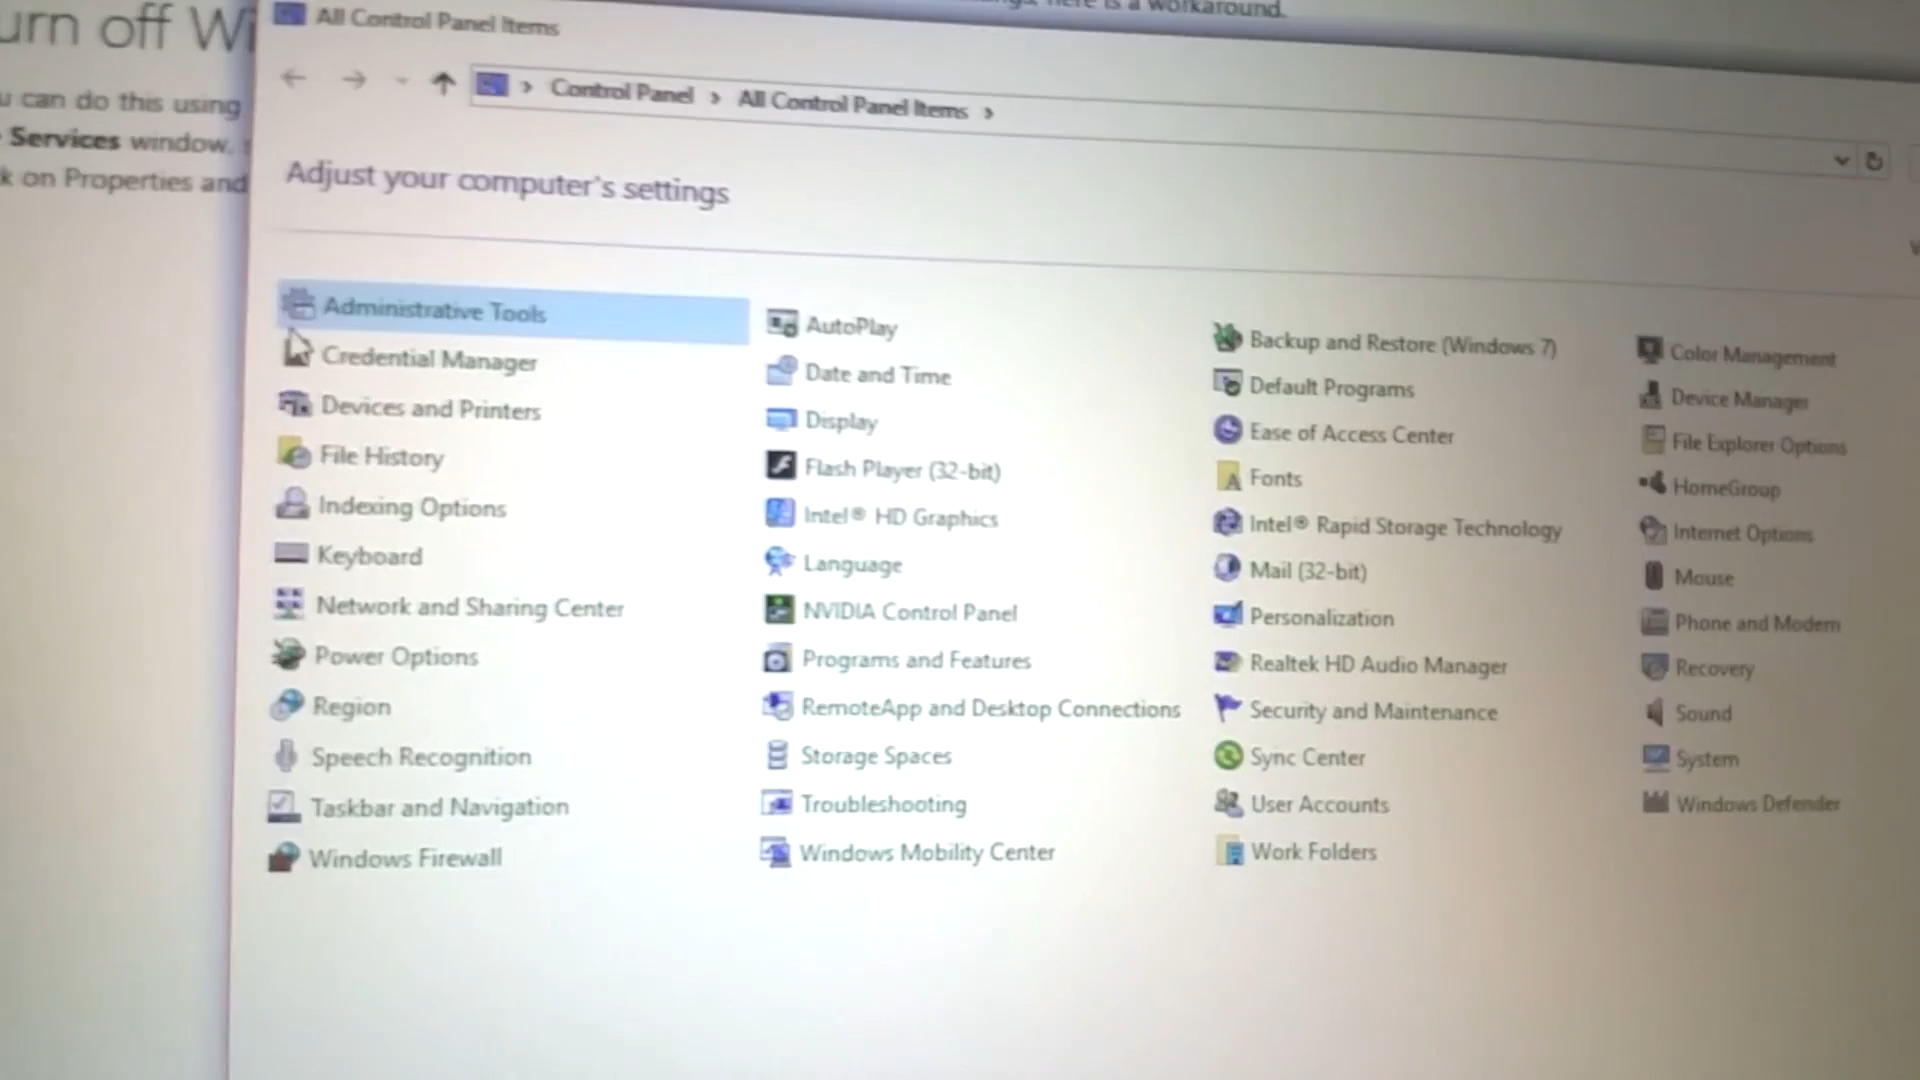 here is a workaround.
urn off Wi
u can do this using
Services window.
k on Properties and
All Control Panel Items
Control Panel > All Control Panel Items >
Adjust your computer's settings
Administrative Tools
AutoPlay
Backup and Restore (Windows 7)
Color Management
Credential Manager
Date and Time
Default Programs
Device Manager
Devices and Printers
Display
Ease of Access Center
File Explorer Options
File History
Flash Player (32-bit)
Fonts
HomeGroup
Indexing Options
Intel® HD Graphics
Intel® Rapid Storage Technology
Internet Options
Keyboard
Language
Mail (32-bit)
Mouse
Network and Sharing Center
NVIDIA Control Panel
Personalization
Phone and Modem
Power Options
Programs and Features
Realtek HD Audio Manager
Recovery
Region
RemoteApp and Desktop Connections
Security and Maintenance
Sound
Speech Recognition
Storage Spaces
Sync Center
System
Taskbar and Navigation
Troubleshooting
User Accounts
Windows Defender
Windows Firewall
Windows Mobility Center
Work Folders